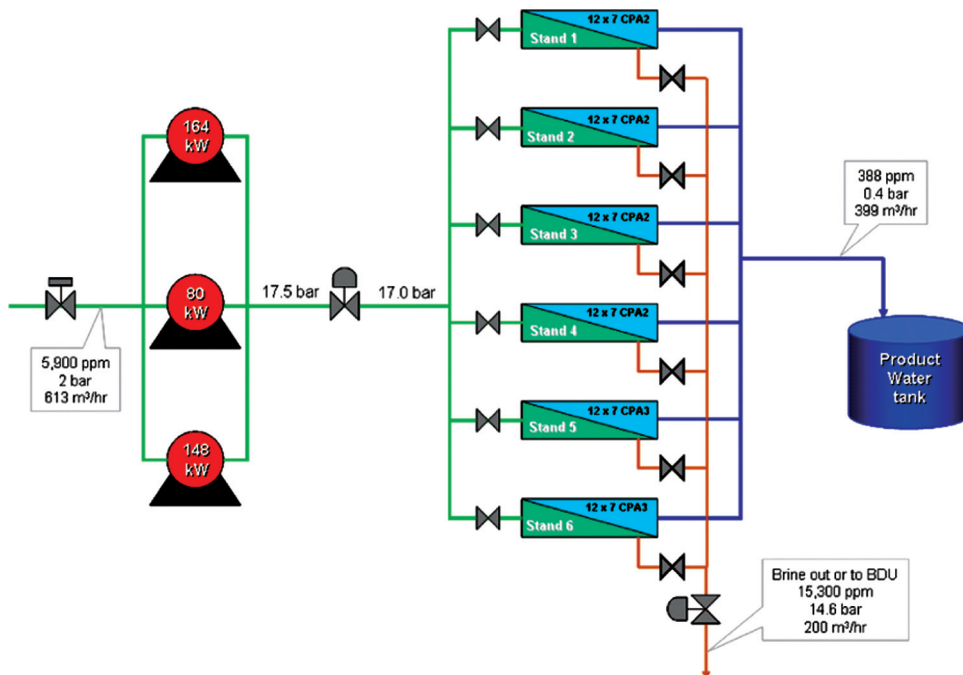 12 x 7 CPA2
Stand 1
164
kW
12 x 7 CPA2
Stand 2
388 ppm
0.4 bar
399 m³/hr
12 x 7 CPA2
Stand 3
17.5 bar
17.0 bar
80
kW
12 x 7 CPA2
Stand 4
5,900 ppm
2 bar
613 m³/hr
Product
Water
tank
12 x 7 CPA3
Stand 5
148
kW
12 x 7 CPA3
Stand 6
Brine out or to BDU
15,300 ppm
14.6 bar
200 m³/hr